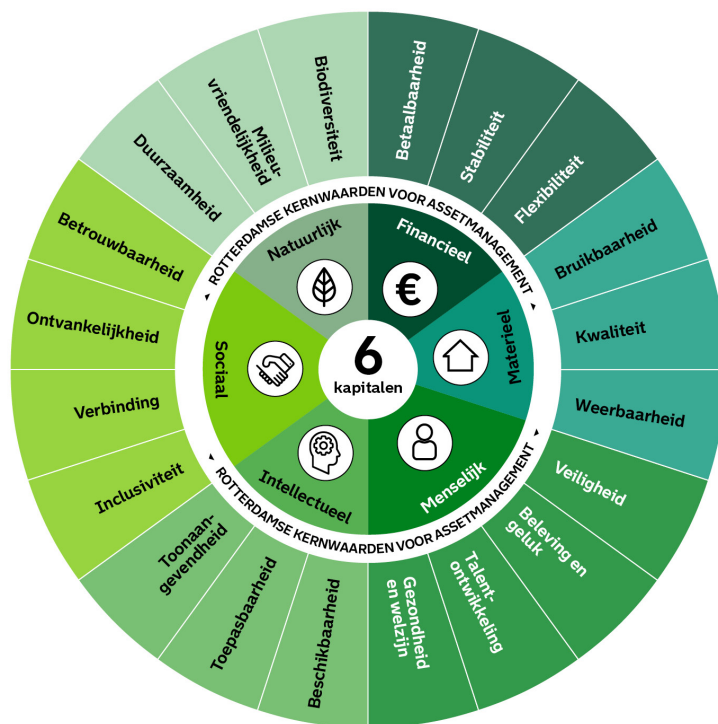 6
kapitalen
Financieel
€
Materieel
Menselijk
Intellectueel
Sociaal
Natuurlijk
ROTTERDAMSE KERNWAARDEN VOOR ASSETMANAGEMENT
ROTTERDAMSE KERNWAARDEN VOOR ASSETMANAGEMENT
Betaalbaarheid
Stabiliteit
Flexibiliteit
Bruikbaarheid
Kwaliteit
Weerbaarheid
Veiligheid
Beleving en
geluk
Talent-
ontwikkeling
Gezondheid
en welzijn
Beschikbaarheid
Toepasbaarheid
Toonaan-
gevendheid
Inclusiviteit
Verbinding
Ontvankelijkheid
Betrouwbaarheid
Duurzaamheid
Milieu-
vriendelijkheid
Biodiversiteit